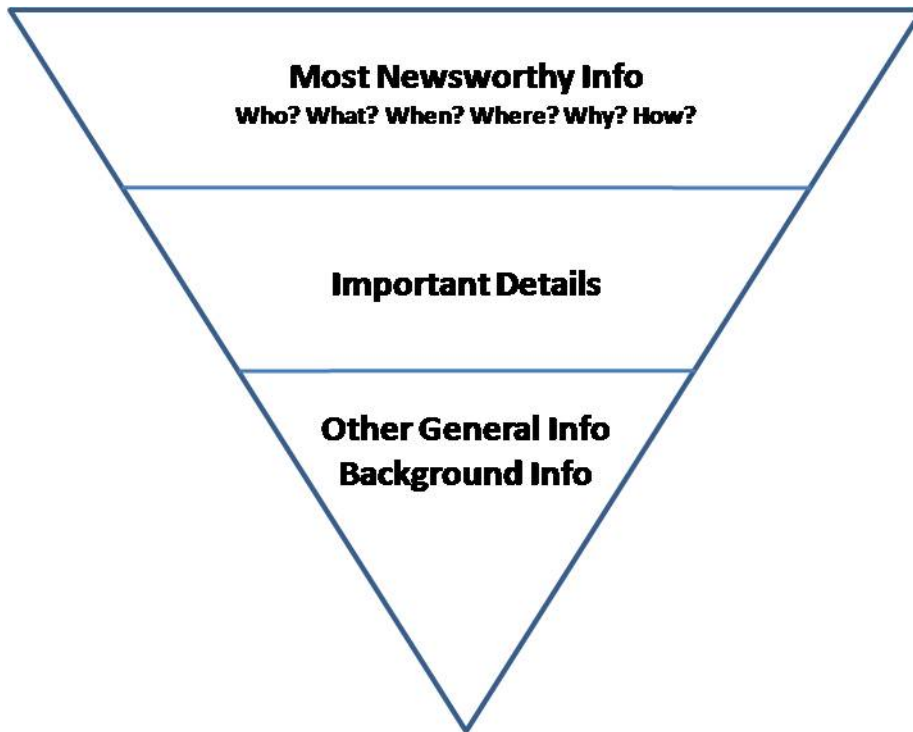 Most Newsworthy Info
Who? What? When? Where? Why? How?
Important Details
Other General Info
Background Info